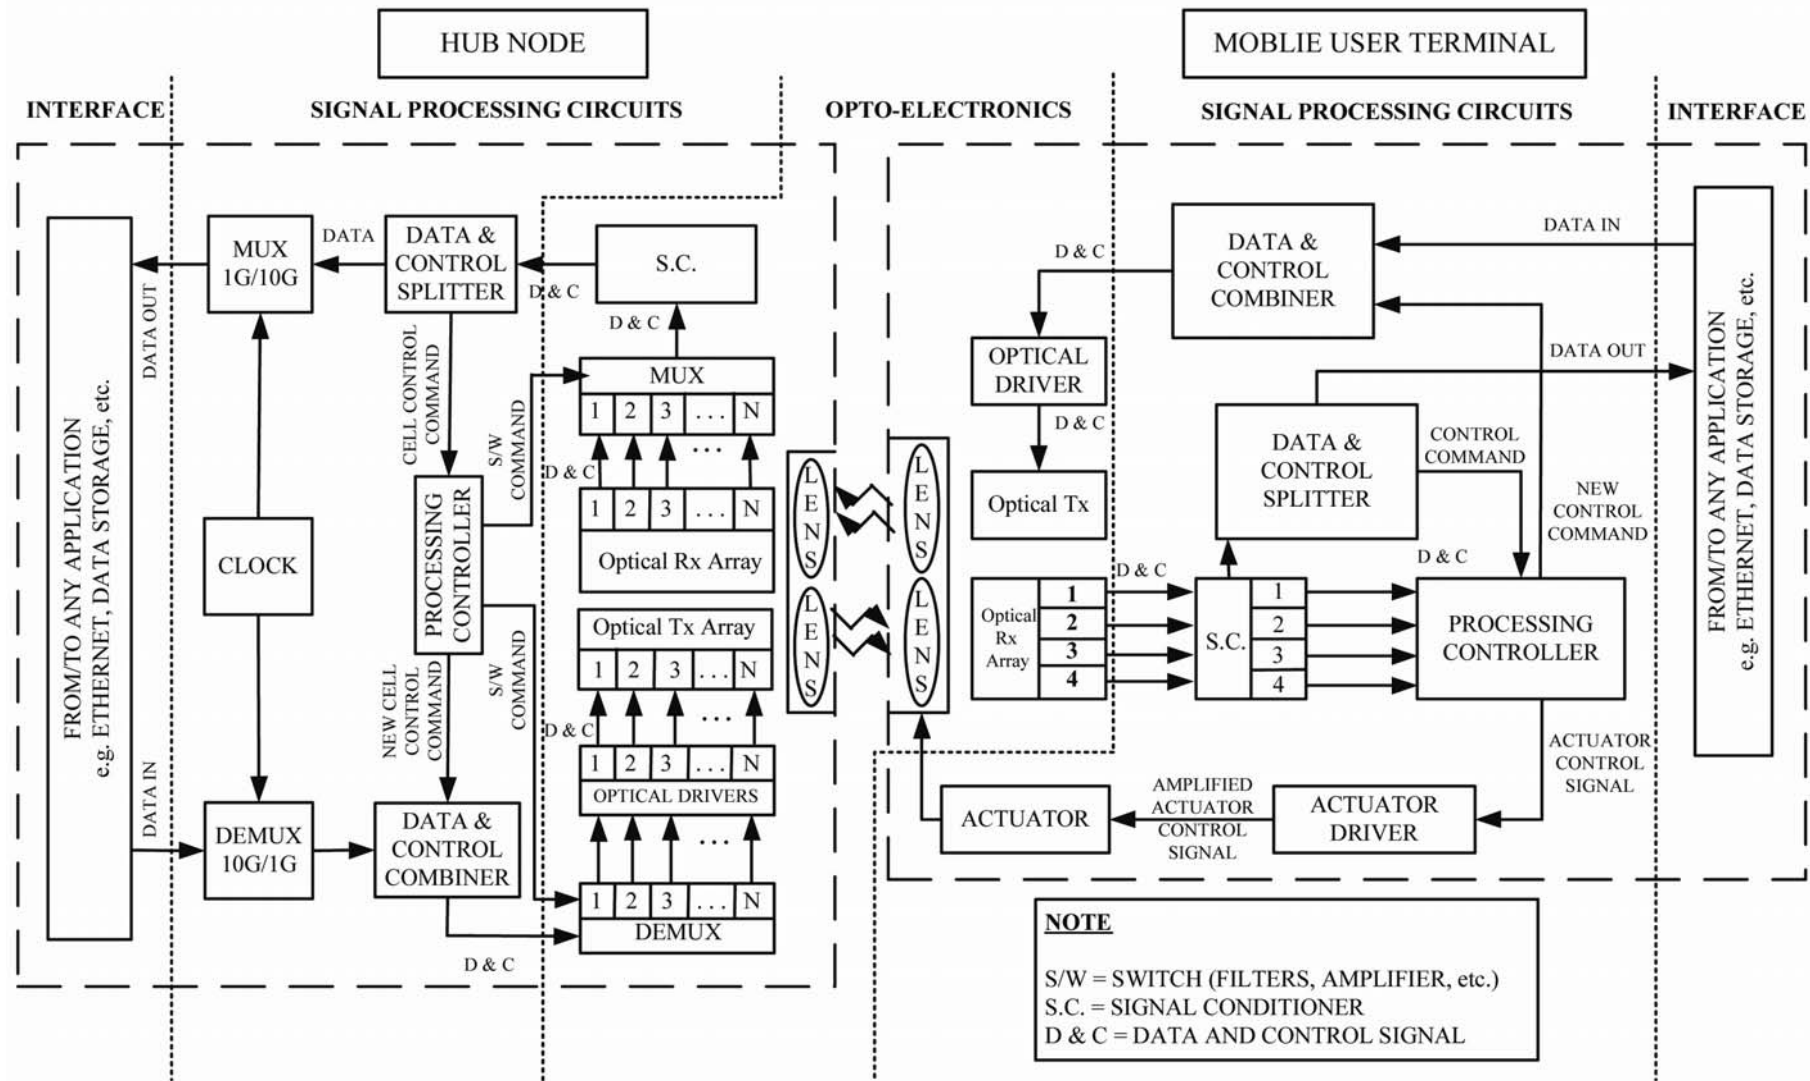 HUB NODE
MOBLIE USER TERMINAL
INTERFACE
SIGNAL PROCESSING CIRCUITS
OPTO-ELECTRONICS
SIGNAL PROCESSING CIRCUITS
INTERFACE
FROM/TO ANY APPLICATION
e.g. ETHERNET, DATA STORAGE, etc.
DATA OUT
DATA IN
MUX
1G/10G
DATA
DATA &
CONTROL
SPLITTER
D & C
S.C.
D & C
CELL CONTROL
COMMAND
S/W
COMMAND
MUX
1 2 3 ... N
...
D & C
1 2 3 ... N
Optical Rx Array
CLOCK
PROCESSING
CONTROLLER
Optical Tx Array
1 2 3 ... N
...
D & C
NEW CELL
CONTROL
COMMAND
S/W
COMMAND
1 2 3 ... N
OPTICAL DRIVERS
...
DEMUX
10G/1G
DATA &
CONTROL
COMBINER
1 2 3 ... N
DEMUX
D & C
LENS
LENS
LENS
LENS
D & C
DATA &
CONTROL
COMBINER
DATA IN
OPTICAL
DRIVER
D & C
Optical Tx
DATA OUT
DATA &
CONTROL
SPLITTER
CONTROL
COMMAND
NEW
CONTROL
COMMAND
Optical
Rx
Array
1
2
3
4
D & C
S.C.
1
2
3
4
D & C
PROCESSING
CONTROLLER
ACTUATOR
CONTROL
SIGNAL
ACTUATOR
AMPLIFIED
ACTUATOR
CONTROL
SIGNAL
ACTUATOR
DRIVER
FROM/TO ANY APPLICATION
e.g. ETHERNET, DATA STORAGE, etc.
NOTE
S/W = SWITCH (FILTERS, AMPLIFIER, etc.)
S.C. = SIGNAL CONDITIONER
D & C = DATA AND CONTROL SIGNAL